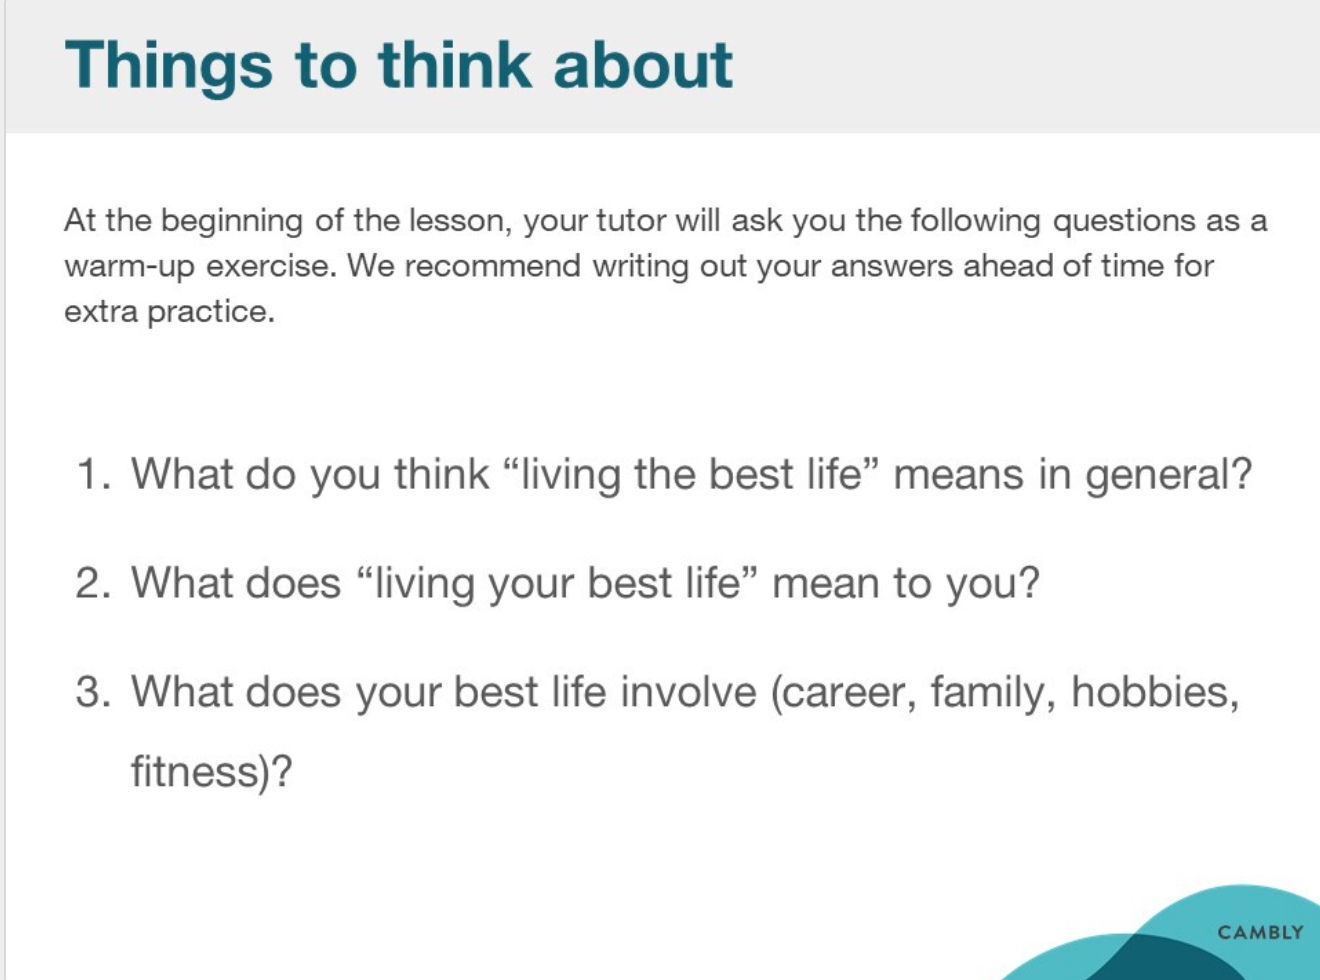 Things to think about
At the beginning of the lesson, your tutor will ask you the following questions as a
warm-up exercise. We recommend writing out your answers ahead of time for
extra practice.
1. What do you think “living the best life” means in general?
2. What does “living your best life” mean to you?
3. What does your best life involve (career, family, hobbies,
fitness)?
CAMBLY